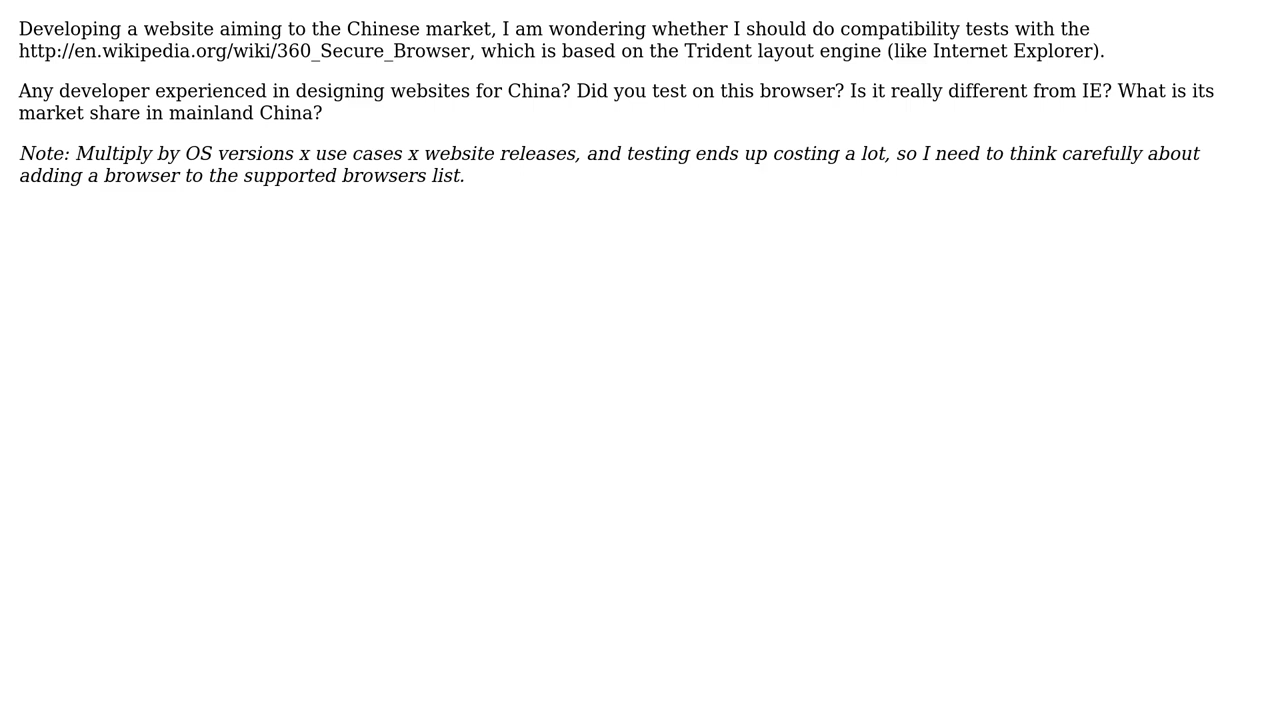 Developing a website aiming to the Chinese market, I am wondering whether I should do compatibility tests with the
http://en.wikipedia.org/wiki/360_Secure_Browser, which is based on the Trident layout engine (like Internet Explorer).
Any developer experienced in designing websites for China? Did you test on this browser? Is it really different from IE? What is its
market share in mainland China?
Note: Multiply by OS versions x use cases x website releases, and testing ends up costing a lot, so I need to think carefully about
adding a browser to the supported browsers list.